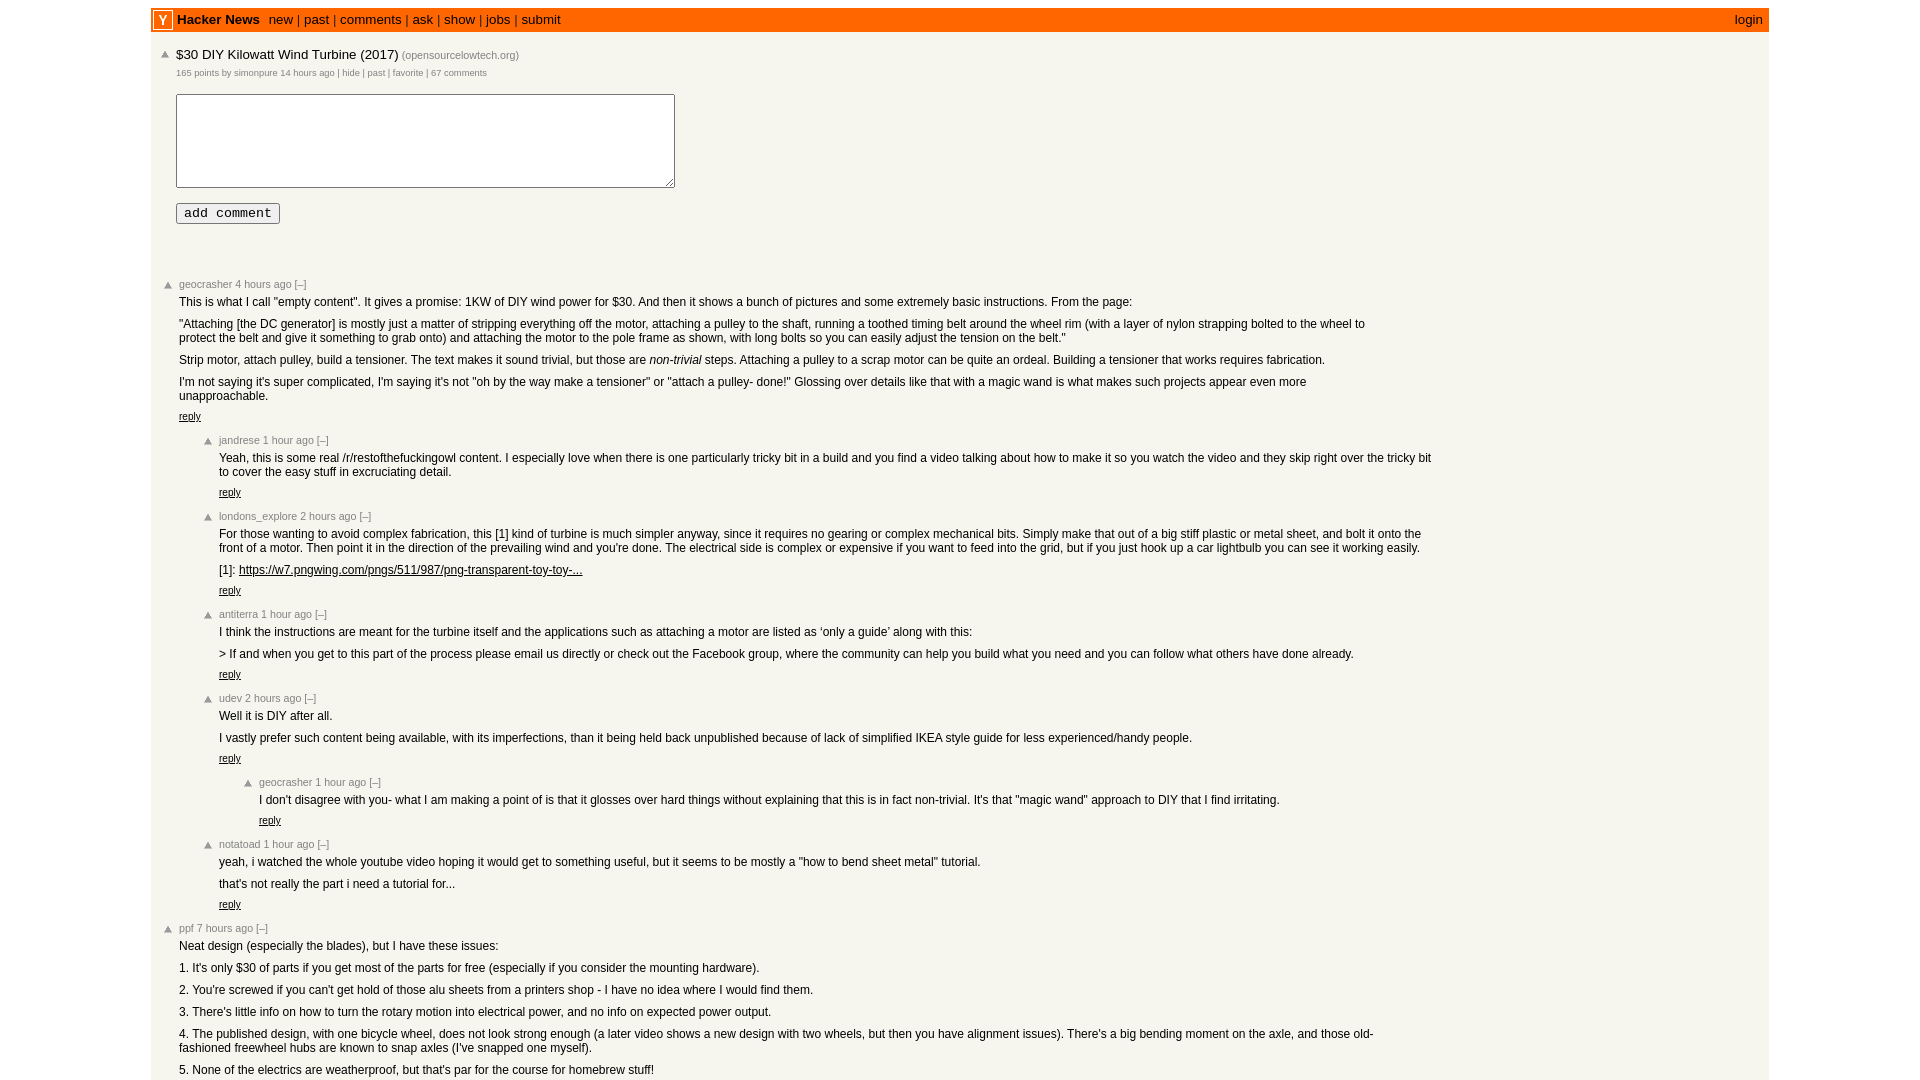 Y Hacker News new | past | comments | ask | show | jobs | submit login
$30 DIY Kilowatt Wind Turbine (2017) (opensourcelowtech.org)
165 points by simonpure 14 hours ago | hide | past | favorite | 67 comments
add comment
geocrasher 4 hours ago [–]
This is what I call "empty content". It gives a promise: 1KW of DIY wind power for $30. And then it shows a bunch of pictures and some extremely basic instructions. From the page:
"Attaching [the DC generator] is mostly just a matter of stripping everything off the motor, attaching a pulley to the shaft, running a toothed timing belt around the wheel rim (with a layer of nylon strapping bolted to the wheel to
protect the belt and give it something to grab onto) and attaching the motor to the pole frame as shown, with long bolts so you can easily adjust the tension on the belt."
Strip motor, attach pulley, build a tensioner. The text makes it sound trivial, but those are non-trivial steps. Attaching a pulley to a scrap motor can be quite an ordeal. Building a tensioner that works requires fabrication.
I'm not saying it's super complicated, I'm saying it's not "oh by the way make a tensioner" or "attach a pulley- done!" Glossing over details like that with a magic wand is what makes such projects appear even more
unapproachable.
reply
jandrese 1 hour ago [–]
Yeah, this is some real /r/restofthefuckingowl content. I especially love when there is one particularly tricky bit in a build and you find a video talking about how to make it so you watch the video and they skip right over the tricky bit
to cover the easy stuff in excruciating detail.
reply
londons_explore 2 hours ago [–]
For those wanting to avoid complex fabrication, this [1] kind of turbine is much simpler anyway, since it requires no gearing or complex mechanical bits. Simply make that out of a big stiff plastic or metal sheet, and bolt it onto the
front of a motor. Then point it in the direction of the prevailing wind and you're done. The electrical side is complex or expensive if you want to feed into the grid, but if you just hook up a car lightbulb you can see it working easily.
[1]: https://w7.pngwing.com/pngs/511/987/png-transparent-toy-toy-...
reply
antiterra 1 hour ago [–]
I think the instructions are meant for the turbine itself and the applications such as attaching a motor are listed as ‘only a guide’ along with this:
> If and when you get to this part of the process please email us directly or check out the Facebook group, where the community can help you build what you need and you can follow what others have done already.
reply
udev 2 hours ago [–]
Well it is DIY after all.
I vastly prefer such content being available, with its imperfections, than it being held back unpublished because of lack of simplified IKEA style guide for less experienced/handy people.
reply
geocrasher 1 hour ago [–]
I don't disagree with you- what I am making a point of is that it glosses over hard things without explaining that this is in fact non-trivial. It's that "magic wand" approach to DIY that I find irritating.
reply
notatoad 1 hour ago [–]
yeah, i watched the whole youtube video hoping it would get to something useful, but it seems to be mostly a "how to bend sheet metal" tutorial.
that's not really the part i need a tutorial for...
reply
ppf 7 hours ago [–]
Neat design (especially the blades), but I have these issues:
1. It's only $30 of parts if you get most of the parts for free (especially if you consider the mounting hardware).
2. You're screwed if you can't get hold of those alu sheets from a printers shop - I have no idea where I would find them.
3. There's little info on how to turn the rotary motion into electrical power, and no info on expected power output.
4. The published design, with one bicycle wheel, does not look strong enough (a later video shows a new design with two wheels, but then you have alignment issues). There's a big bending moment on the axle, and those old-
fashioned freewheel hubs are known to snap axles (I've snapped one myself).
5. None of the electrics are weatherproof, but that's par for the course for homebrew stuff!